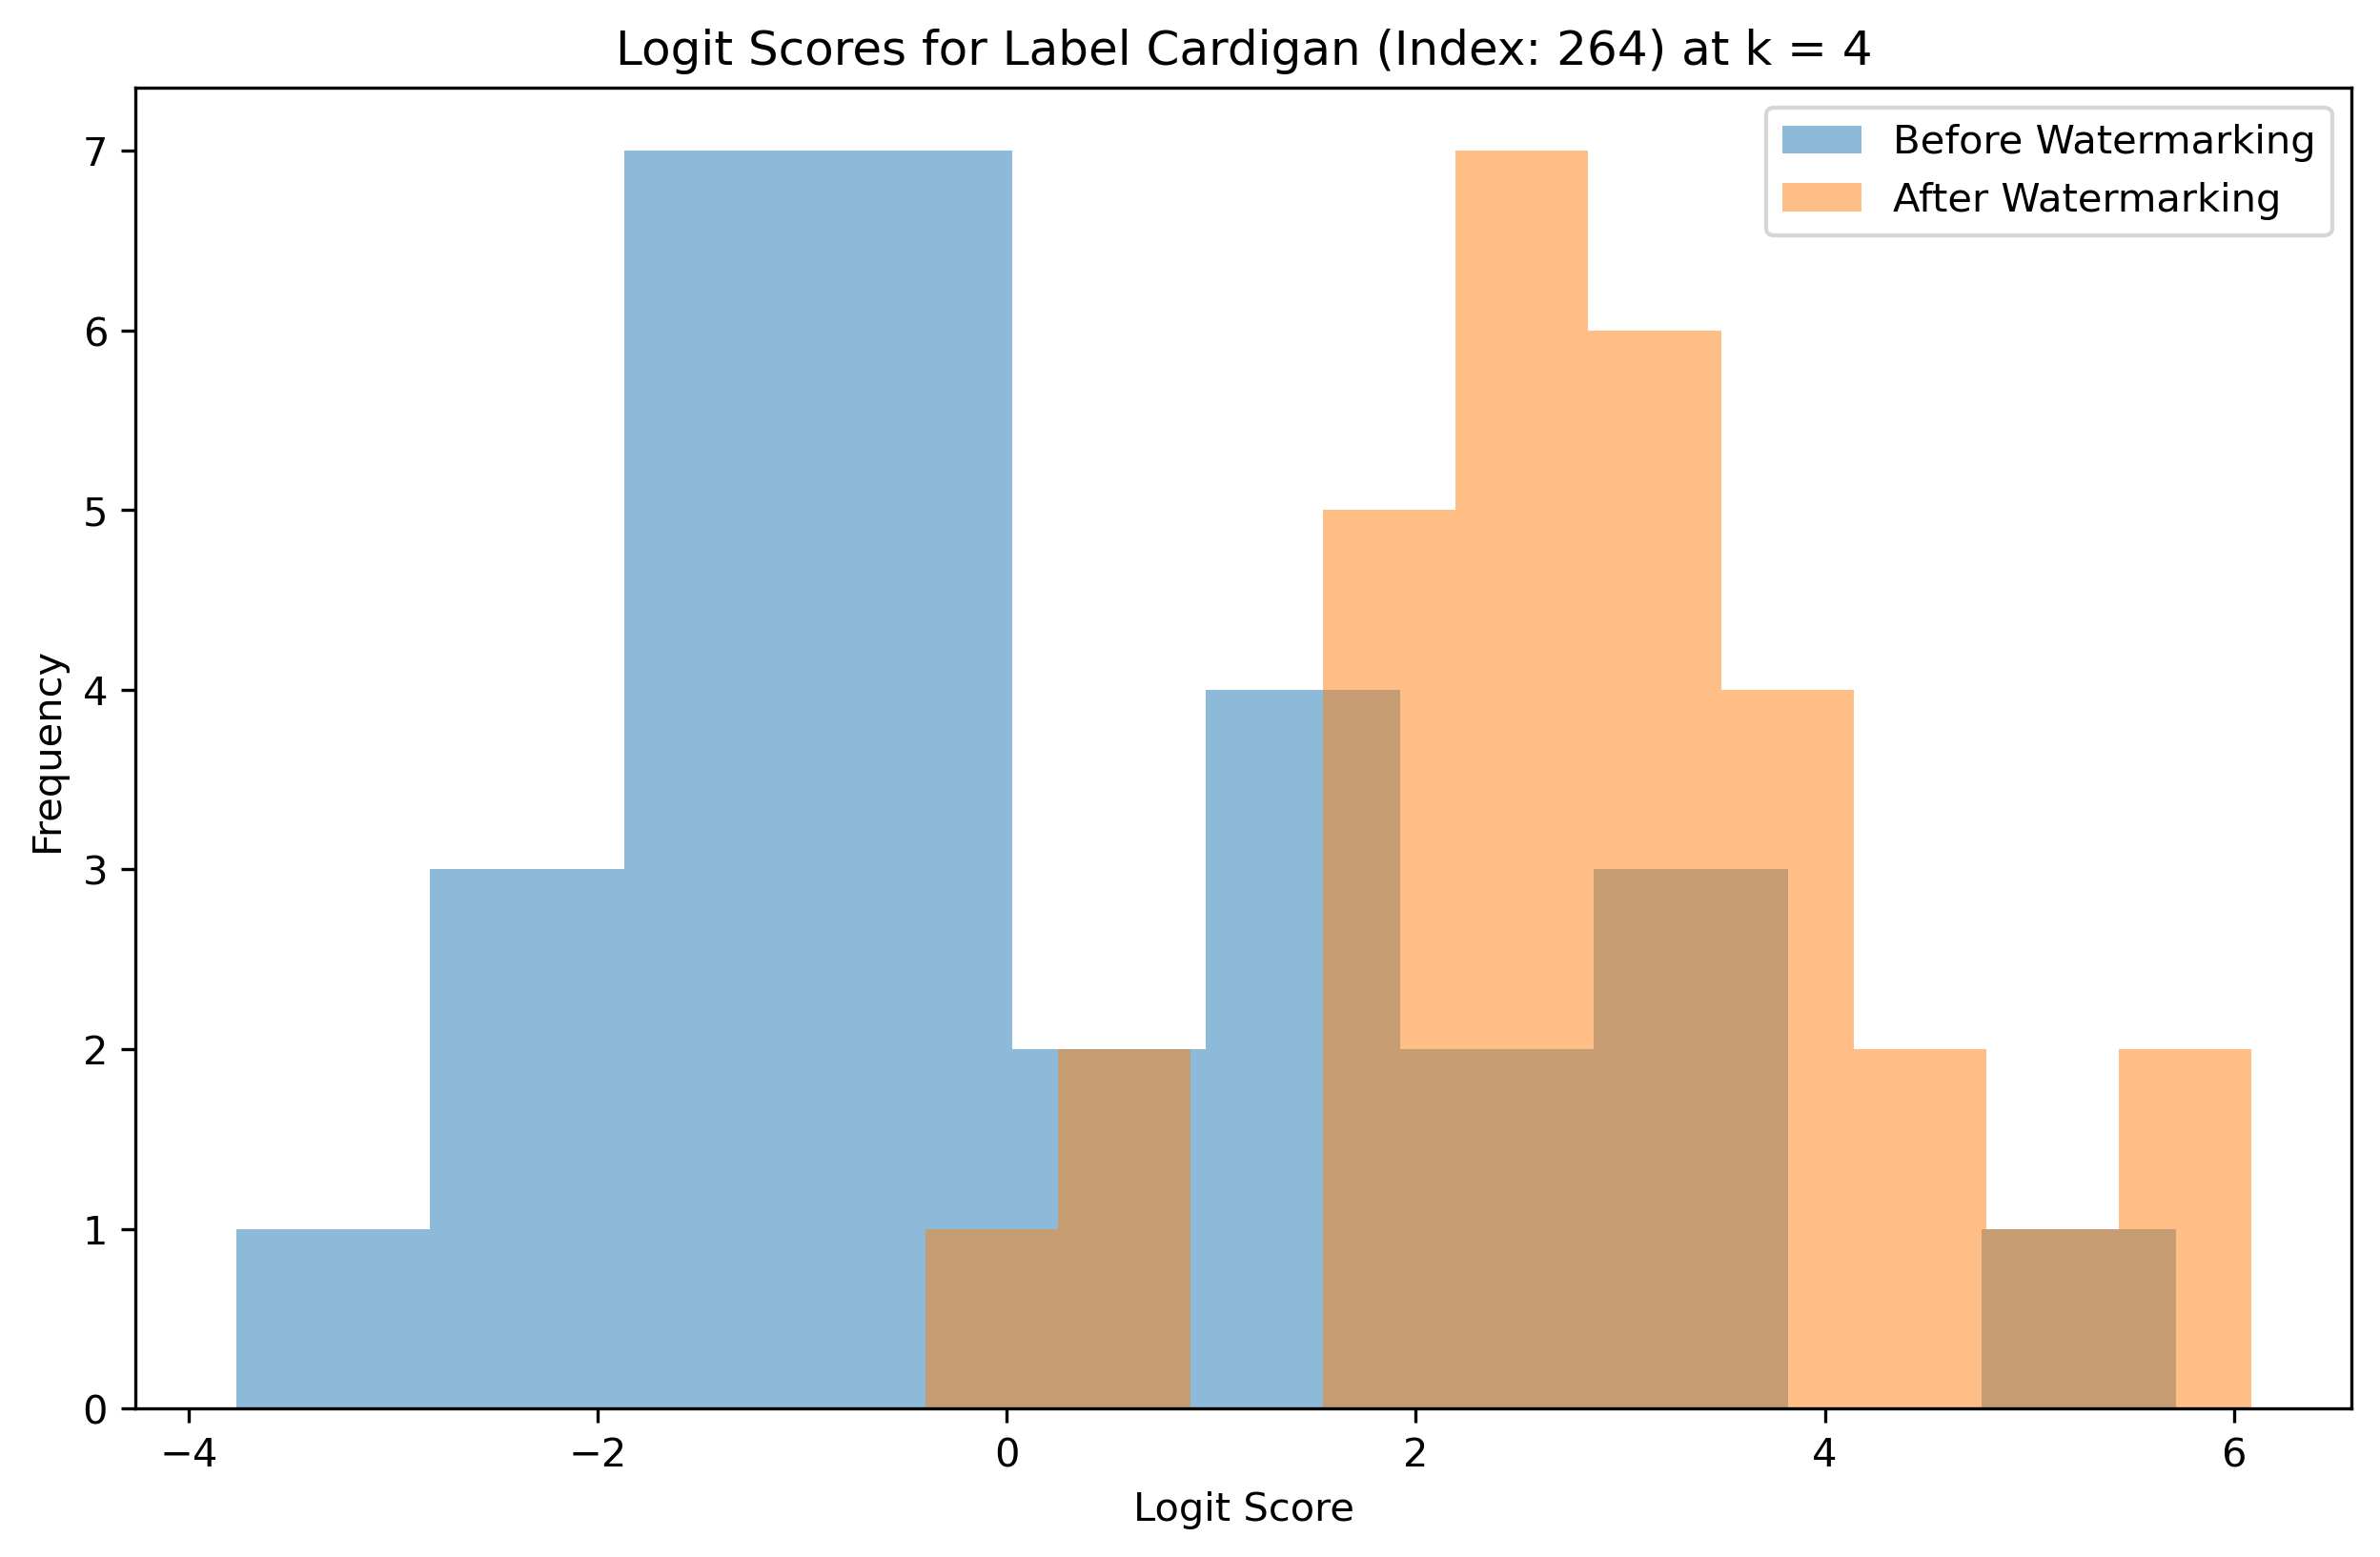 Logit Scores for Label Cardigan (Index: 264) at k = 4
Before Watermarking
After Watermarking
7
6
5
4
3
2
1
0
Frequency
−4
−2
0
2
4
6
Logit Score